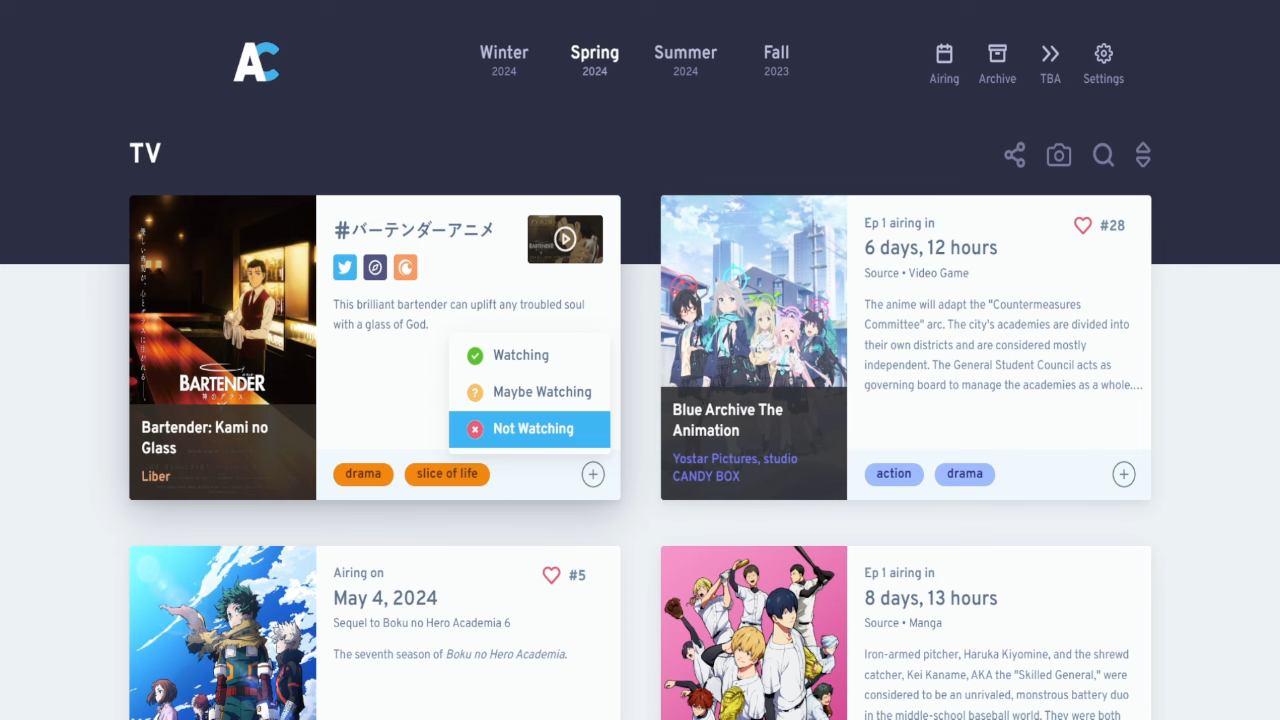 AC
Winter
2024
Spring
2024
Summer
2024
Fall
2023
Airing
Archive
TBA
Settings
TV
BARTENDER
神のグラス
Bartender: Kami no
Glass
Liber
#バーテンダーアニメ
This brilliant bartender can uplift any troubled soul
with a glass of God.
Watching
Maybe Watching
Not Watching
drama
slice of life
Blue Archive The
Animation
Yostar Pictures, studio
CANDY BOX
Ep 1 airing in
#28
6 days, 12 hours
Source • Video Game
The anime will adapt the "Countermeasures
Committee" arc. The city's academies are divided into
their own districts and are considered mostly
independent. The General Student Council acts as
governing board to manage the academies as a whole....
action
drama
Airing on
#5
May 4, 2024
Sequel to Boku no Hero Academia 6
The seventh season of Boku no Hero Academia.
Ep 1 airing in
8 days, 13 hours
Source • Manga
Iron-armed pitcher, Haruka Kiyomine, and the shrewd
catcher, Kei Kaname, AKA the "Skilled General," were
considered to be an unrivaled, monstrous battery duo
in the middle-school baseball world. They were both